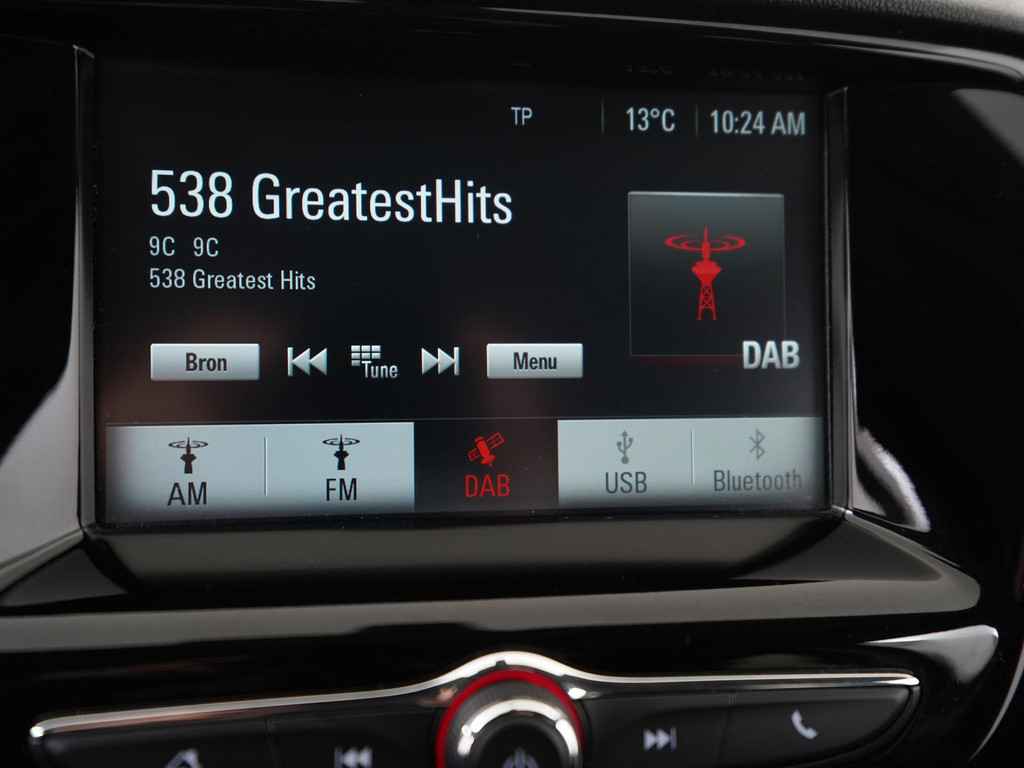 TP 13°C 10:24 AM
538 GreatestHits
9C 9C
538 Greatest Hits
Bron Tune Menu
DAB
AM FM DAB USB Bluetooth